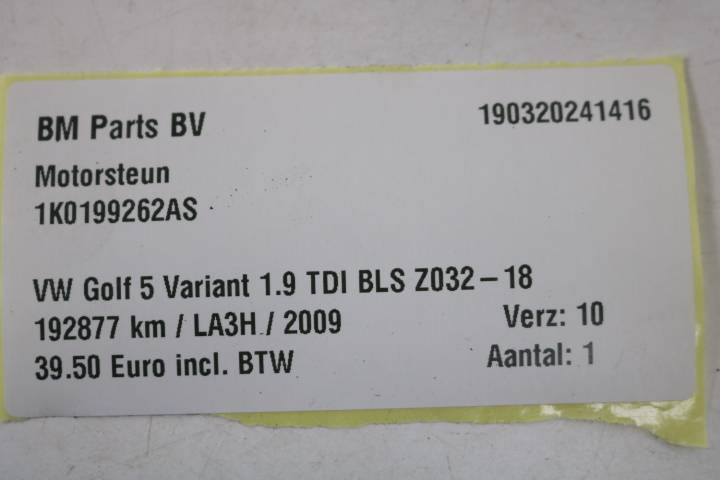 BM Parts BV 190320241416
Motorsteun
1K0199262AS
VW Golf 5 Variant 1.9 TDI BLS Z032-18
192877 km / LA3H / 2009 Verz: 10
39.50 Euro incl. BTW Aantal: 1